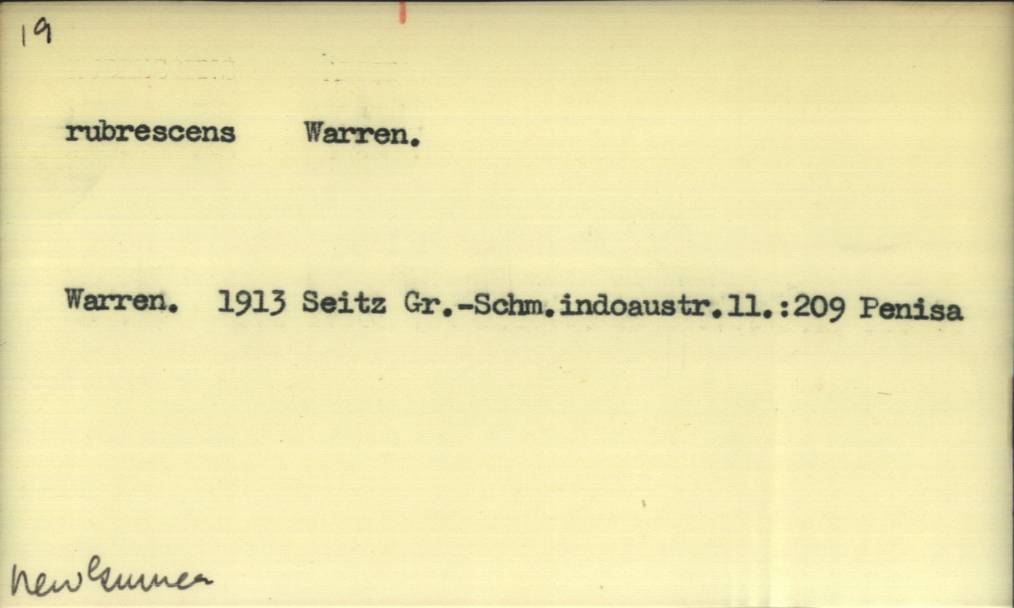 19
rubrescens Warren.
Warren. 1913 Seitz Gr.-Schm.indoaustr.11.:209 Penisa
New Guinea